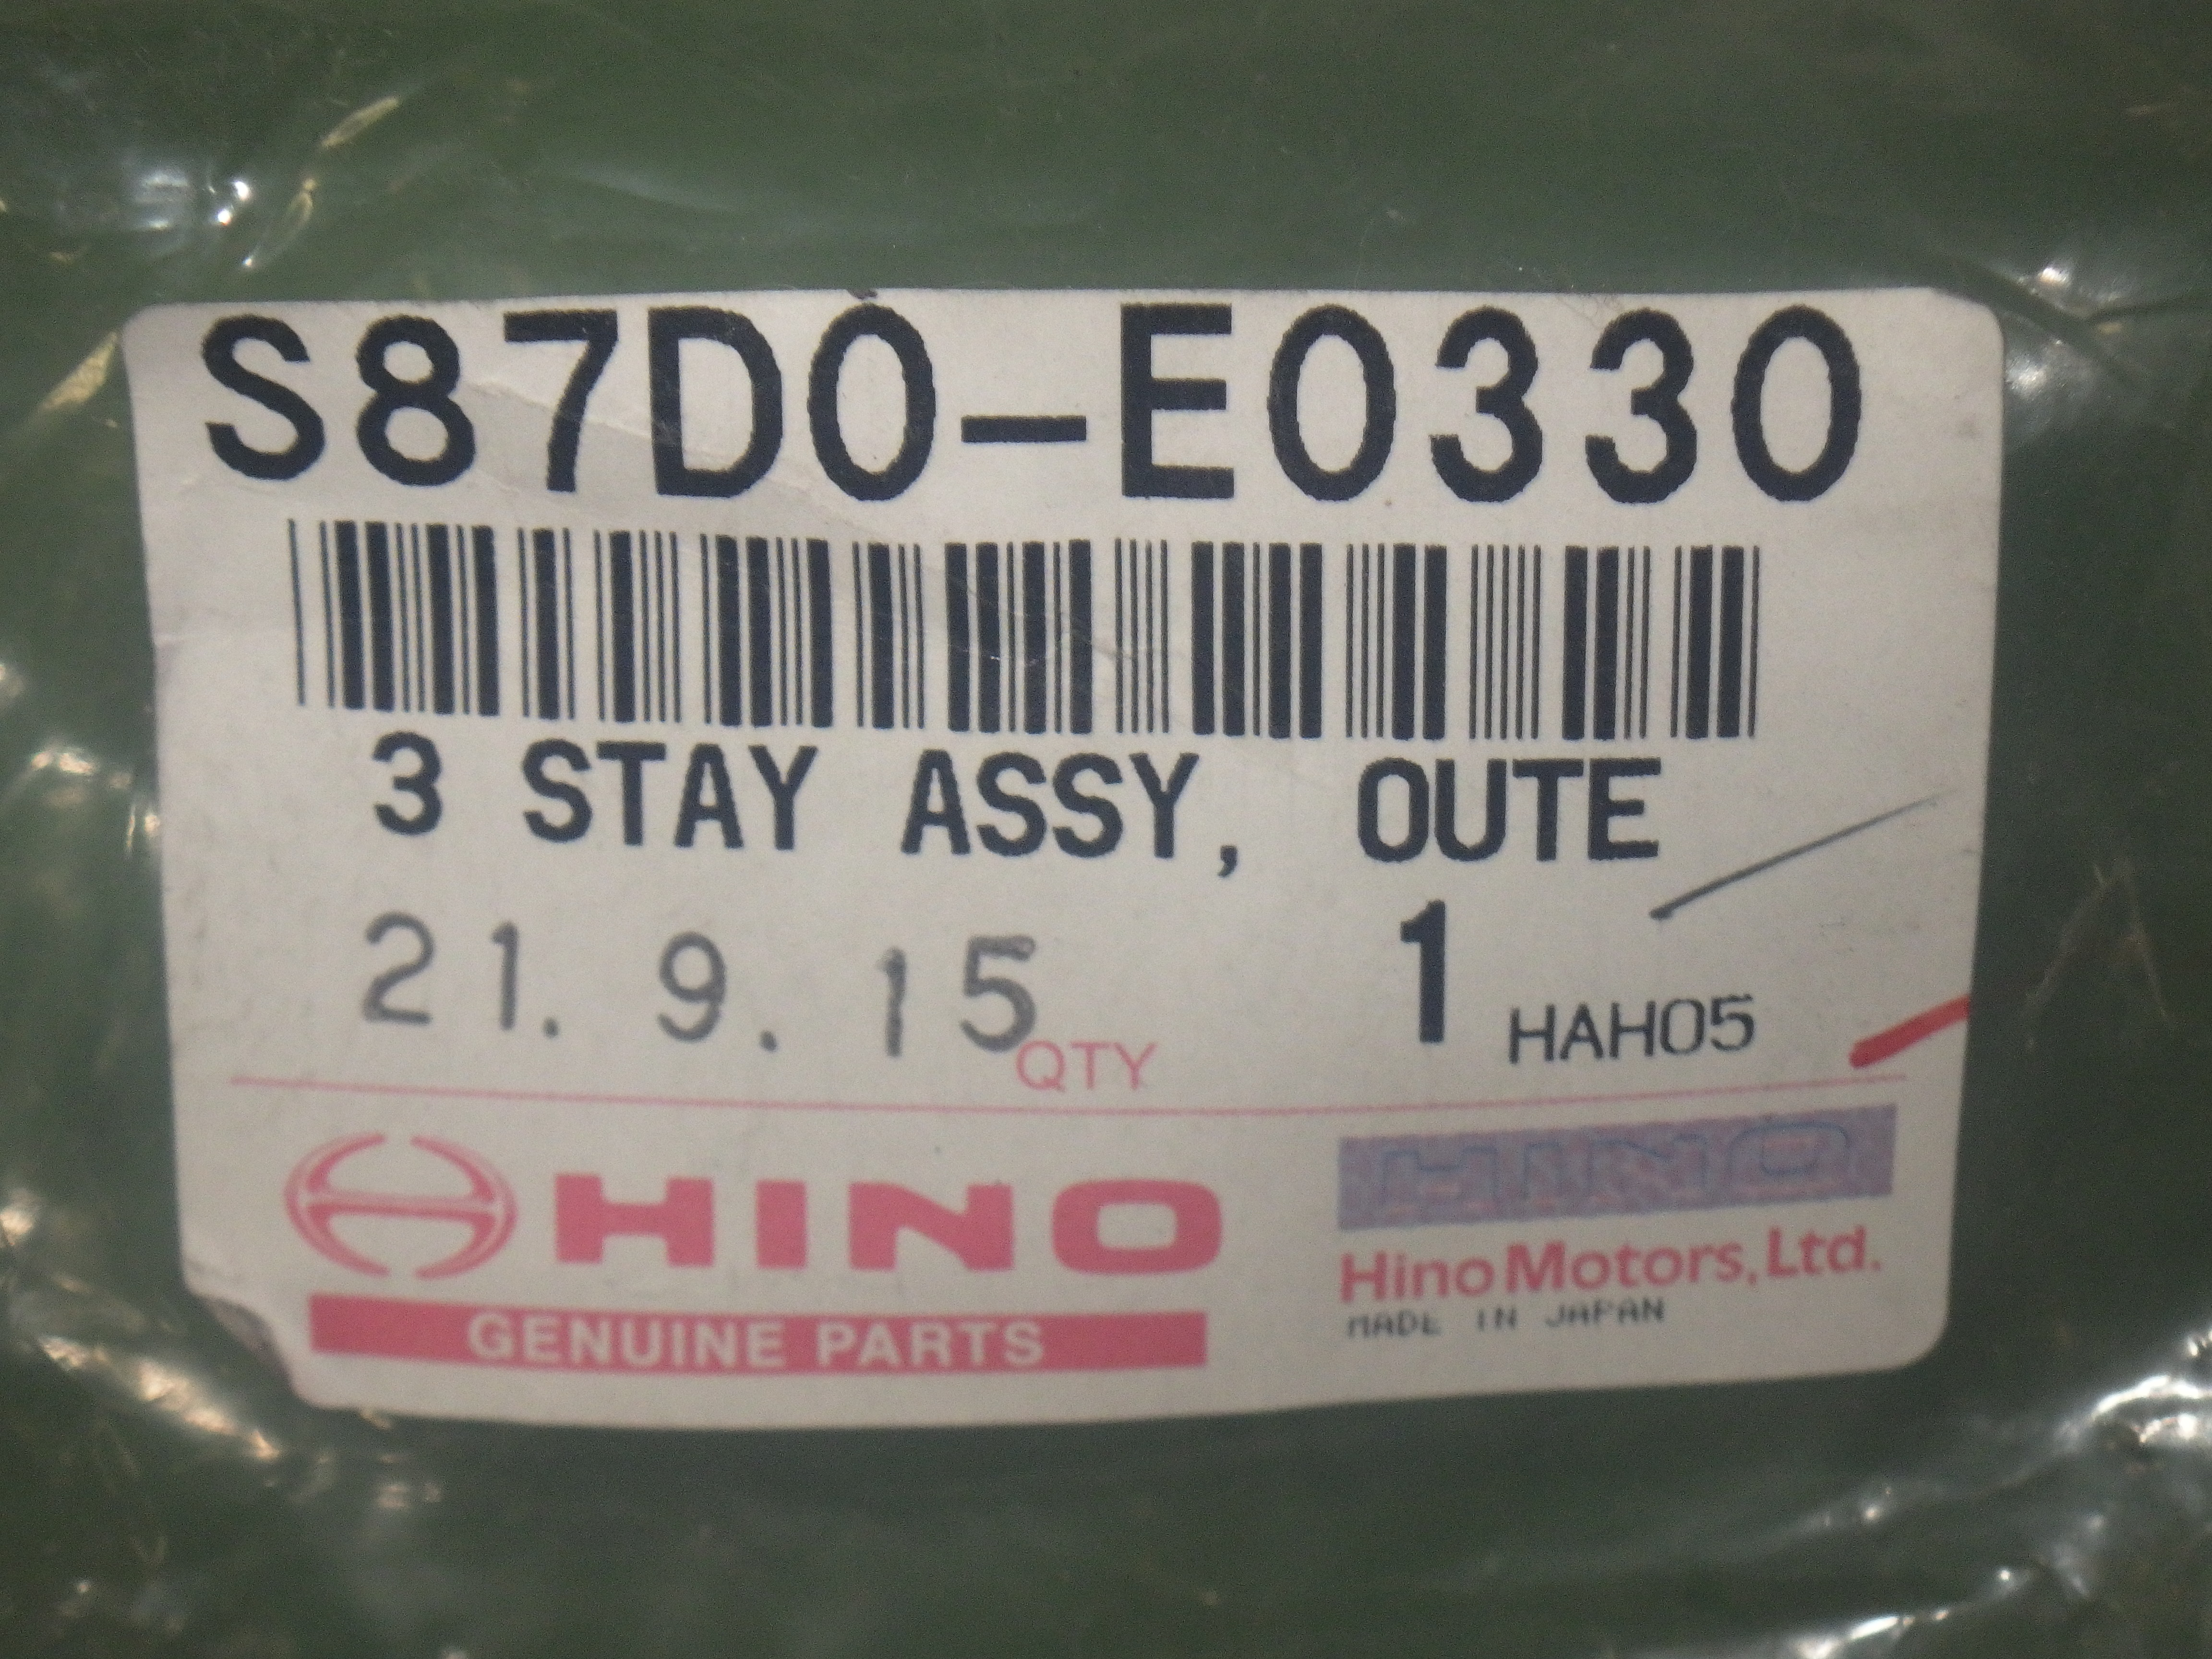 S87D0-E0330
3 STAY ASSY, OUTE
21. 9. 15 QTY 1 HAH05
HINO
GENUINE PARTS
HINO
Hino Motors, Ltd.
MADE IN JAPAN